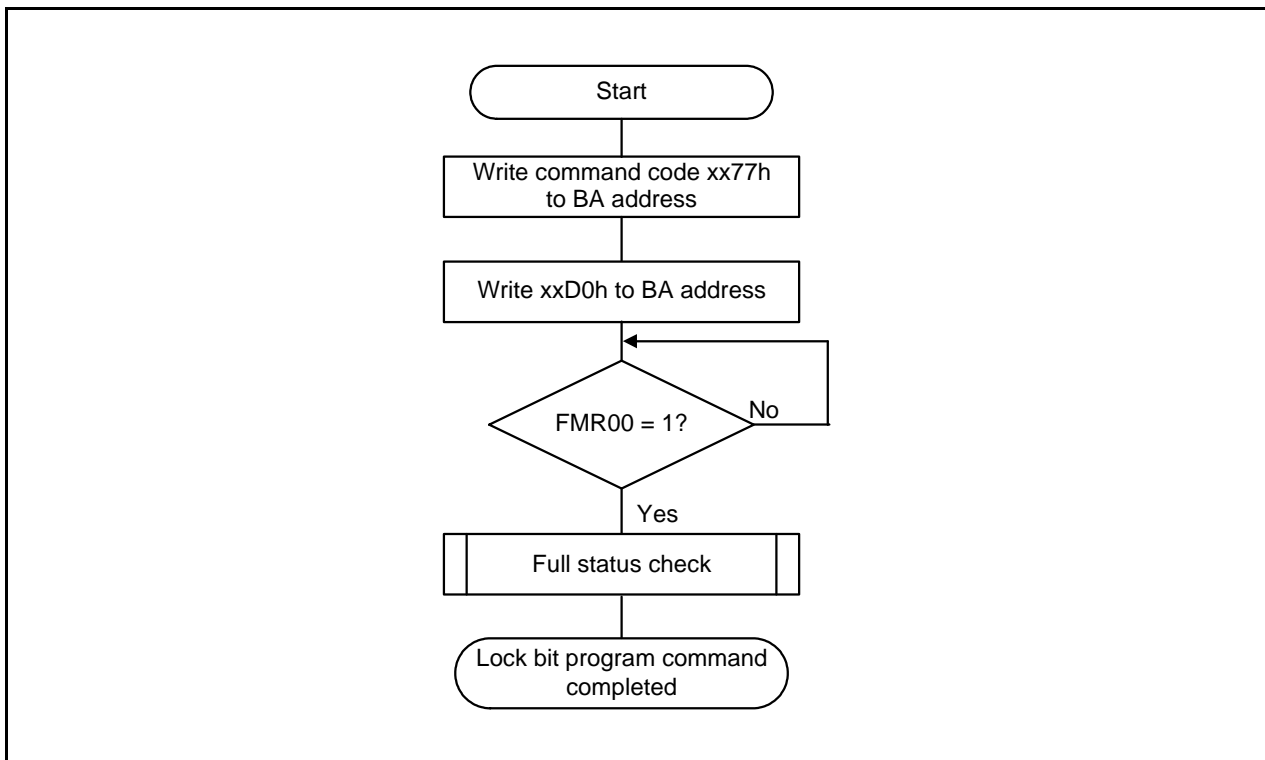 Start
Write command code xx77h
to BA address
Write xxD0h to BA address
FMR00 = 1?
No
Yes
Full status check
Lock bit program command
completed